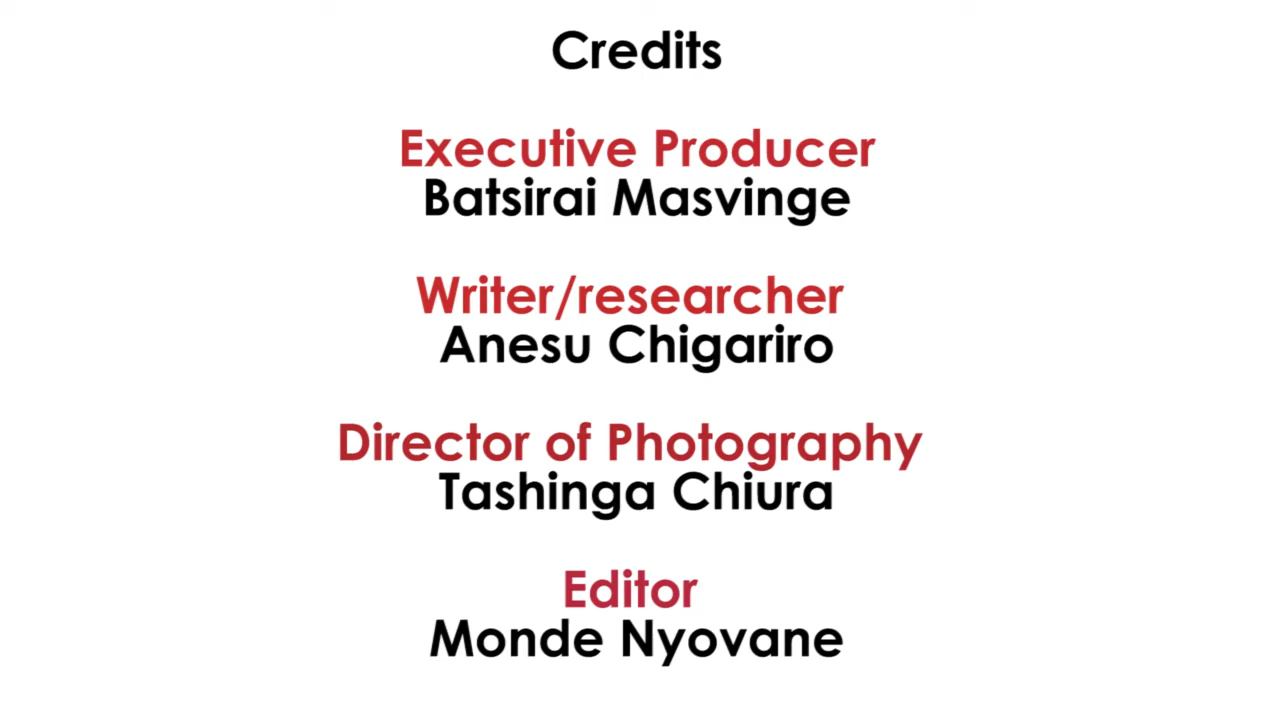 Credits
Executive Producer
Batsirai Masvinge
Writer/researcher
Anesu Chigariro
Director of Photography
Tashinga Chiura
Editor
Monde Nyovane